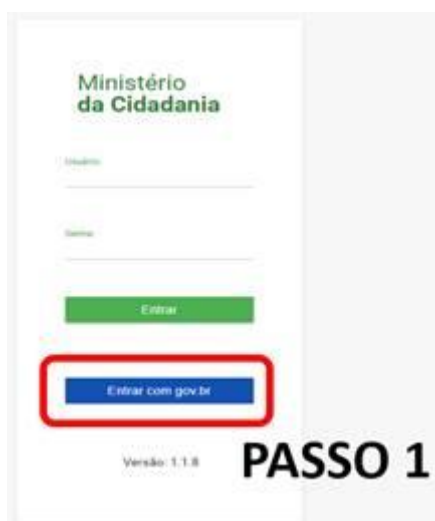 Ministério
da Cidadania
Usuário
Senha
Entrar
Entrar com gov.br
Versão: 1.1.8
PASSO 1